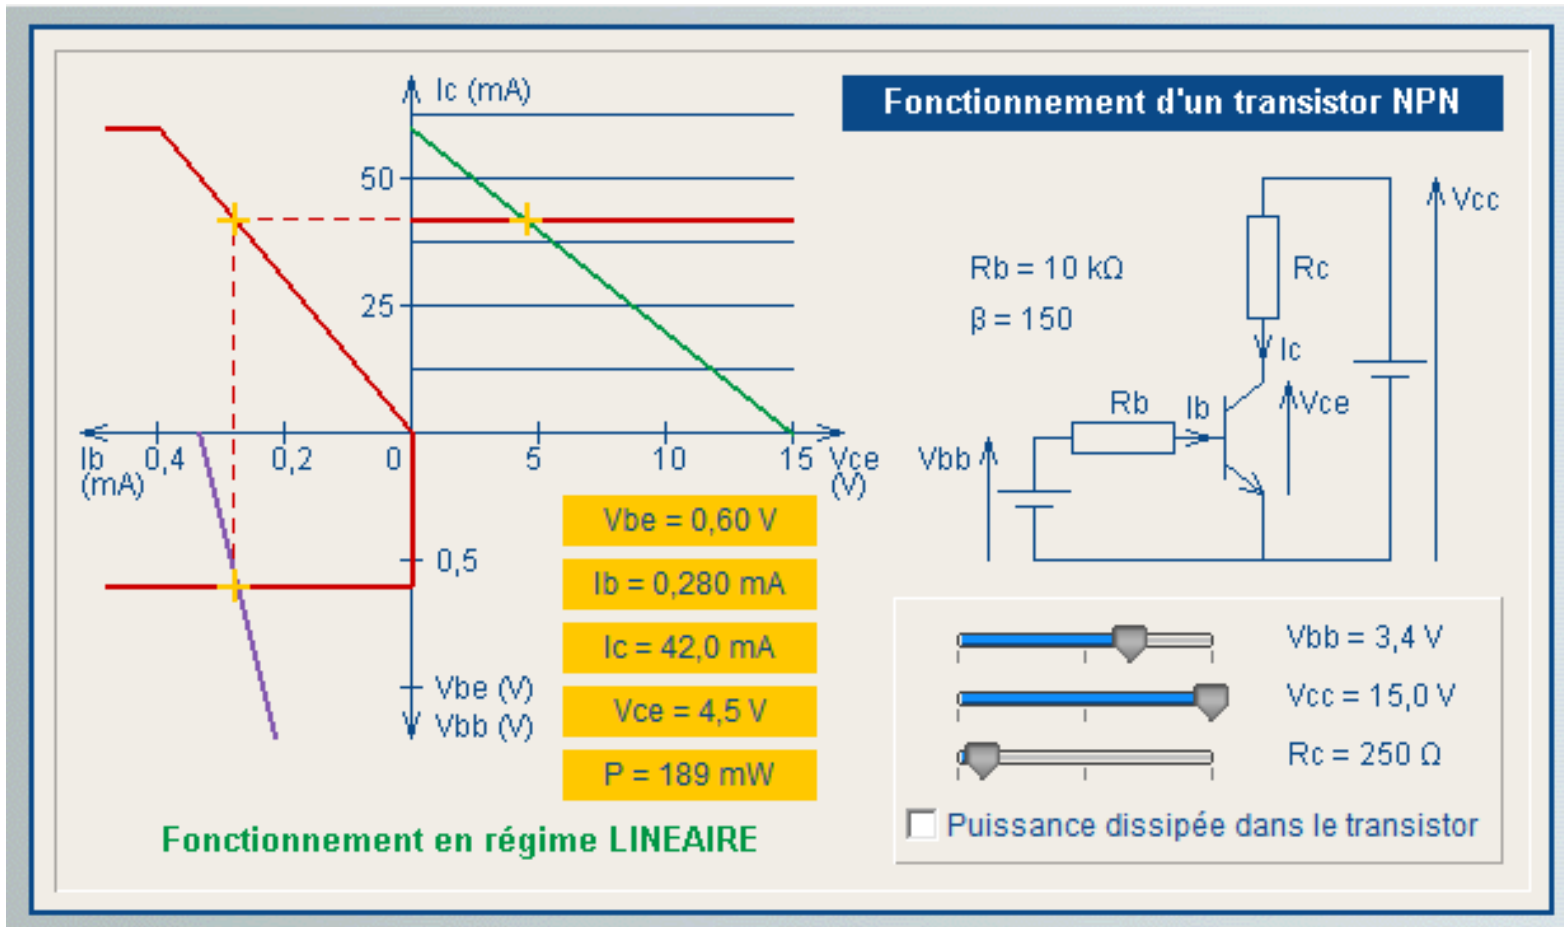 Ic (mA)
50
25
Ib
(mA)
0,4
0,2
0
5
10
15
Vce
(V)
0,5
Vbe (V)
Vbb (V)
Vbe = 0,60 V
Ib = 0,280 mA
Ic = 42,0 mA
Vce = 4,5 V
P = 189 mW
Fonctionnement en régime LINEAIRE
Fonctionnement d'un transistor NPN
Rb = 10 kΩ
β = 150
Vcc
Rc
Ic
Rb
Ib
Vce
Vbb
Vbb = 3,4 V
Vcc = 15,0 V
Rc = 250 Ω
Puissance dissipée dans le transistor